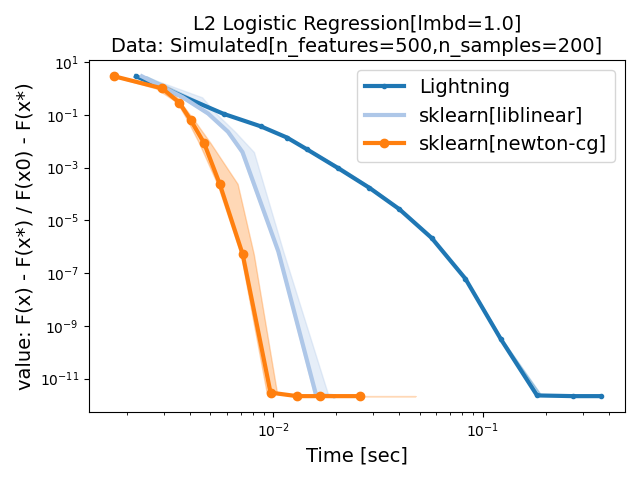 L2 Logistic Regression[lmbd=1.0]
Data: Simulated[n_features=500,n_samples=200]
value: F(x) - F(x*) / F(x0) - F(x*)
10¹
10⁻¹
10⁻³
10⁻⁵
10⁻⁷
10⁻⁹
10⁻¹¹
Lightning
sklearn[liblinear]
sklearn[newton-cg]
10⁻²
10⁻¹
Time [sec]